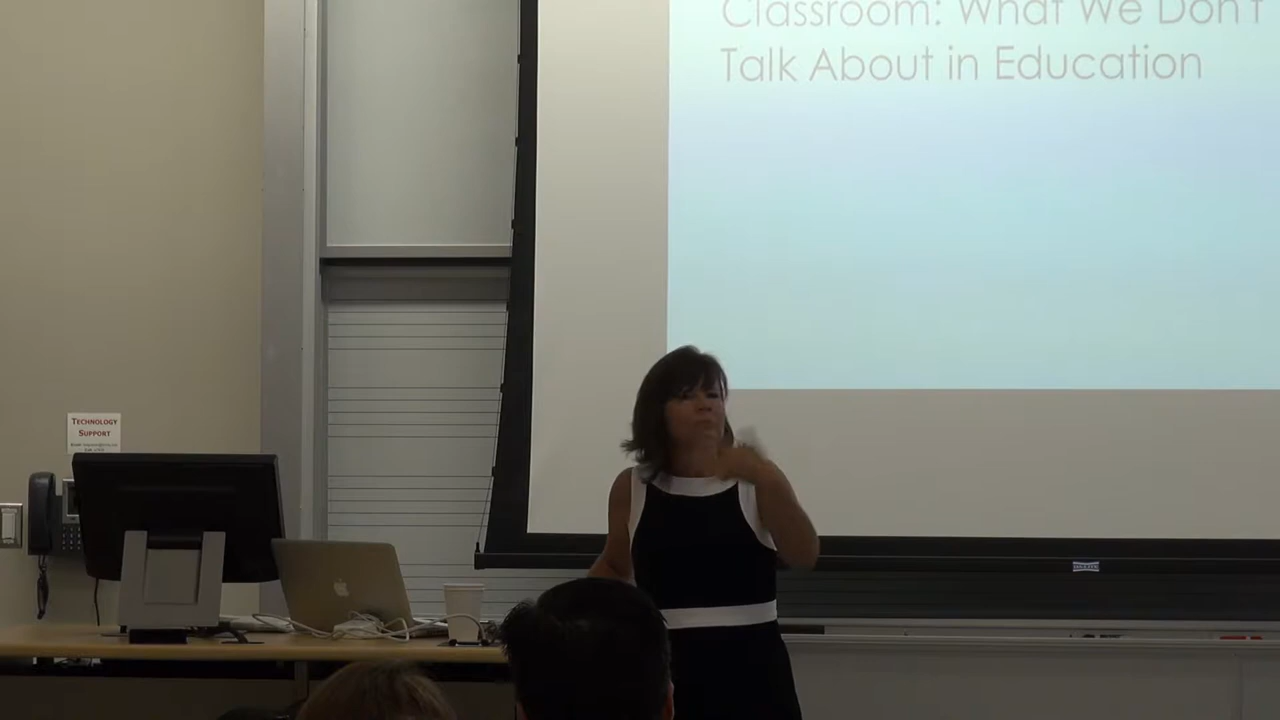 Classroom: What We Don't
Talk About in Education
TECHNOLOGY
SUPPORT